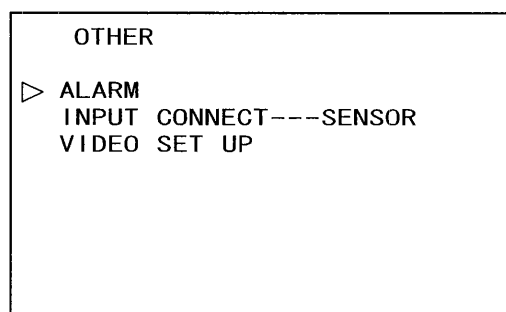 OTHER
▷ ALARM
INPUT CONNECT---SENSOR
VIDEO SET UP